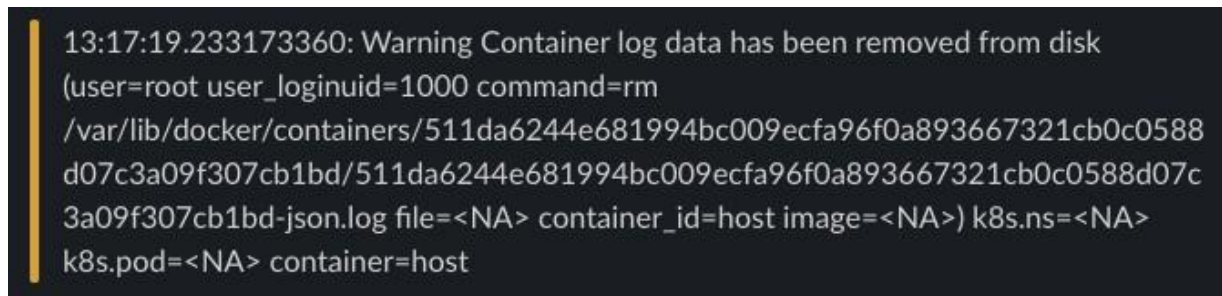 13:17:19.233173360: Warning Container log data has been removed from disk
(user=root user_loginuid=1000 command=rm
/var/lib/docker/containers/511da6244e681994bc009ecfa96f0a893667321cb0c0588
d07c3a09f307cb1bd/511da6244e681994bc009ecfa96f0a893667321cb0c0588d07c
3a09f307cb1bd-json.log file=<NA> container_id=host image=<NA>) k8s.ns=<NA>
k8s.pod=<NA> container=host